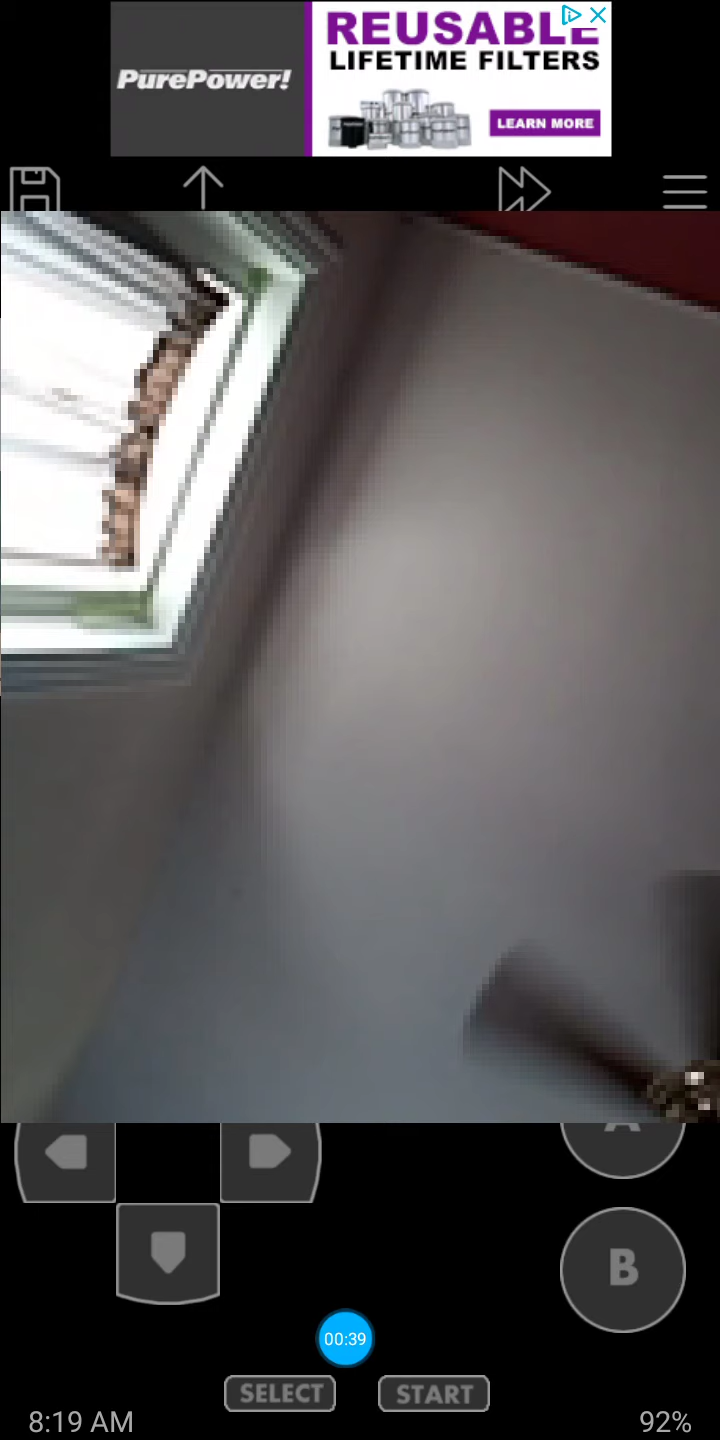 REUSABLE
LIFETIME FILTERS
PurePower!
LEARN MORE
A
B
00:39
SELECT START
8:19 AM 92%